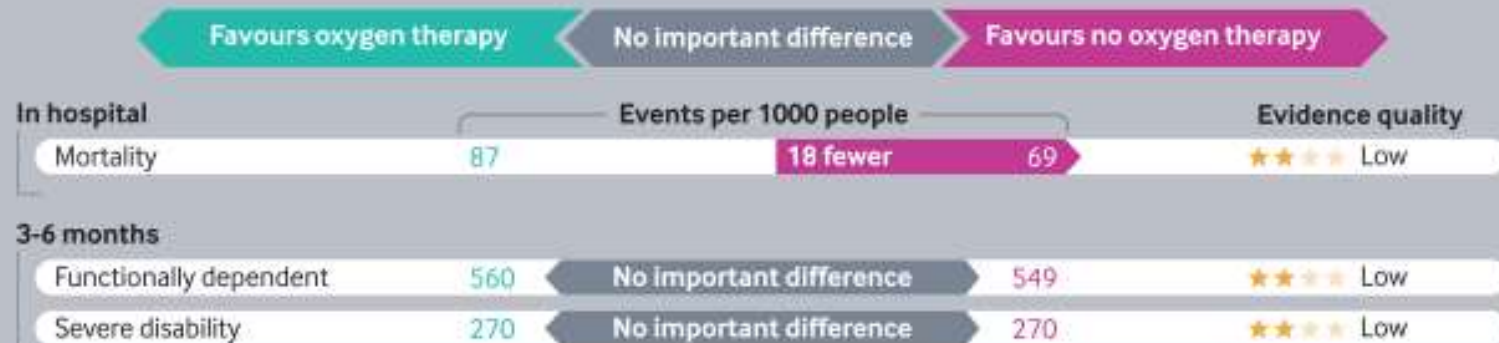 Favours oxygen therapy No important difference Favours no oxygen therapy
In hospital Events per 1000 people Evidence quality
Mortality 87 18 fewer 69 Low
3-6 months
Functionally dependent 560 No important difference 549 Low
Severe disability 270 No important difference 270 Low